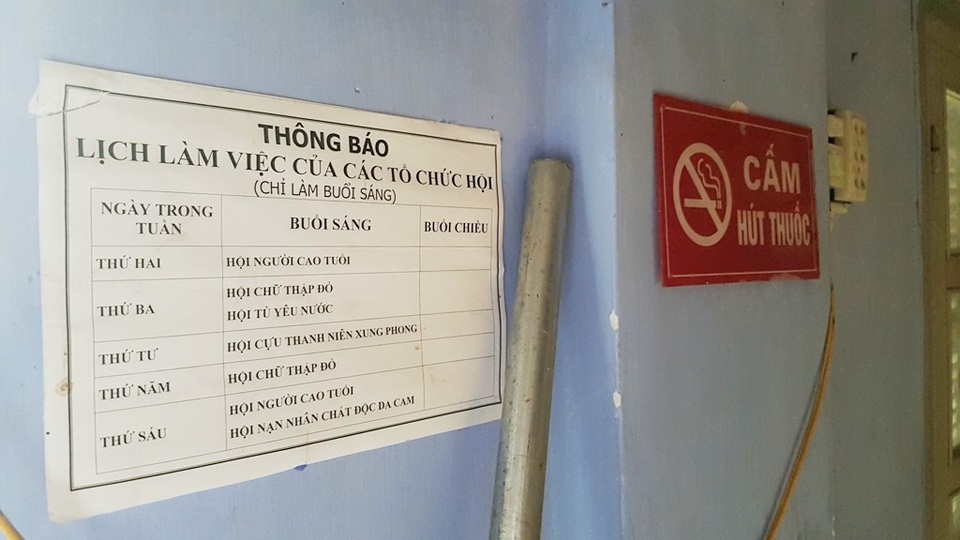 THÔNG BÁO
LỊCH LÀM VIỆC CỦA CÁC TỔ CHỨC HỘI
(CHỈ LÀM BUỔI SÁNG)
NGÀY TRONG TUẦN BUỔI SÁNG BUỔI CHIỀU
THỨ HAI HỘI NGƯỜI CAO TUỔI
THỨ BA HỘI CHỮ THẬP ĐỎ
HỘI TÙ YÊU NƯỚC
THỨ TƯ HỘI CỰU THANH NIÊN XUNG PHONG
THỨ NĂM HỘI CHỮ THẬP ĐỎ
THỨ SÁU HỘI NGƯỜI CAO TUỔI
HỘI NẠN NHÂN CHẤT ĐỘC DA CAM
CẤM
HÚT THUỐC